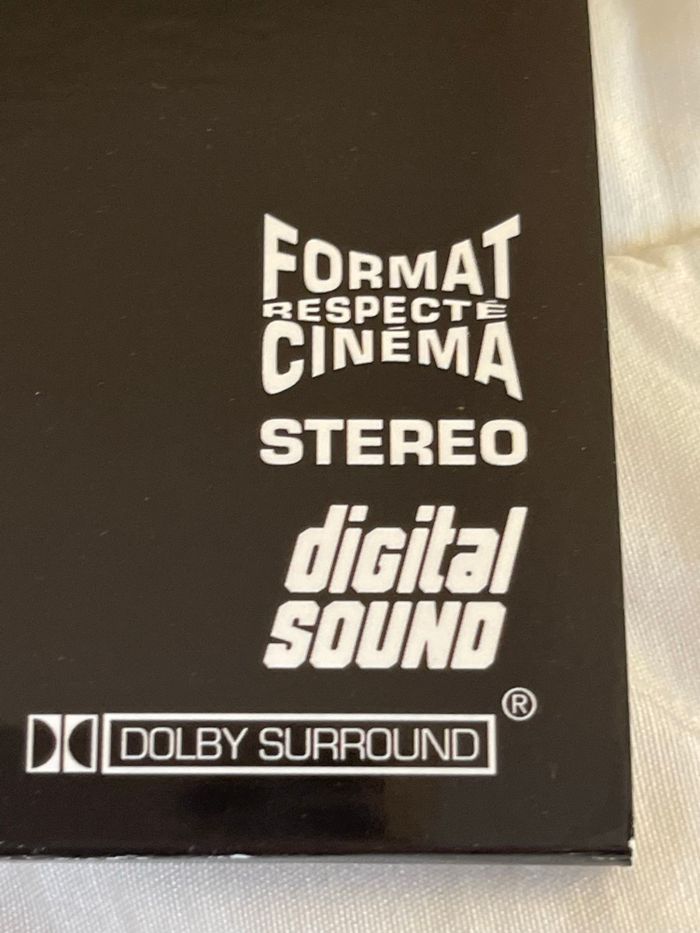 FORMAT
RESPECTÉ
CINÉMA
STEREO
digital
SOUND
®
DOLBY SURROUND